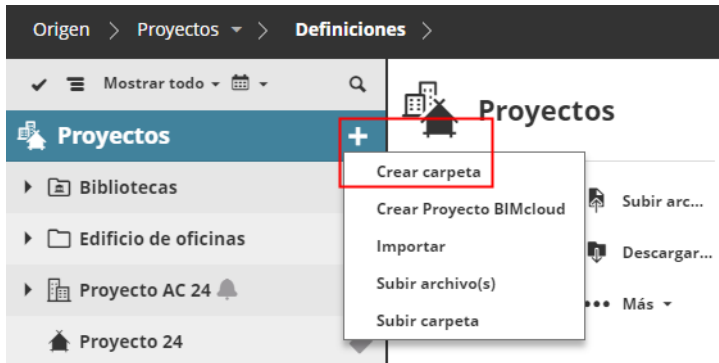 Origen > Proyectos > Definiciones >
Mostrar todo
Proyectos
Proyectos
+
Crear carpeta
Crear Proyecto BIMcloud
Importar
Subir archivo(s)
Subir carpeta
Bibliotecas
Edificio de oficinas
Proyecto AC 24
Proyecto 24
Subir arc...
Descargar...
••• Más